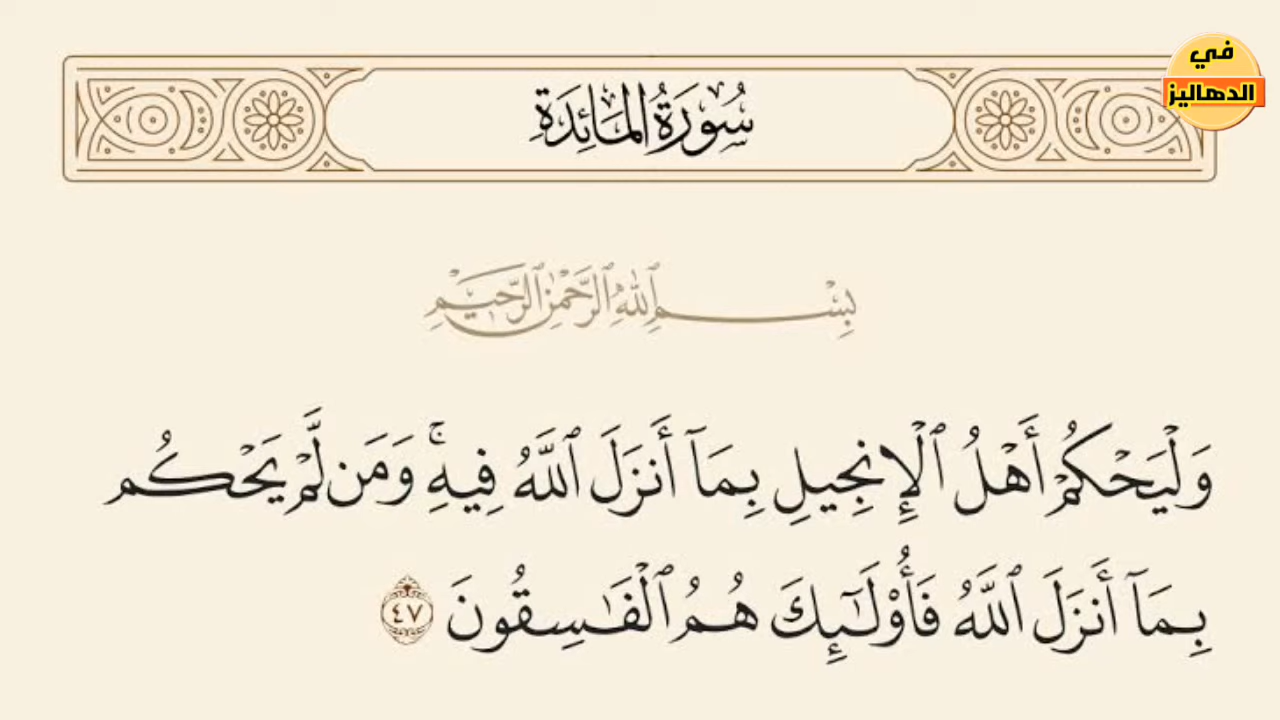 في
الدهاليز
سُورَةُ المَائِدَةِ
بِسْمِ ٱللَّهِ ٱلرَّحْمَٰنِ ٱلرَّحِيمِ
وَلْيَحْكُمْ أَهْلُ ٱلْإِنجِيلِ بِمَآ أَنزَلَ ٱللَّهُ فِيهِۚ وَمَن لَّمْ يَحْكُم
بِمَآ أَنزَلَ ٱللَّهُ فَأُو۟لَٰٓئِكَ هُمُ ٱلْفَٰسِقُونَ ٤٧